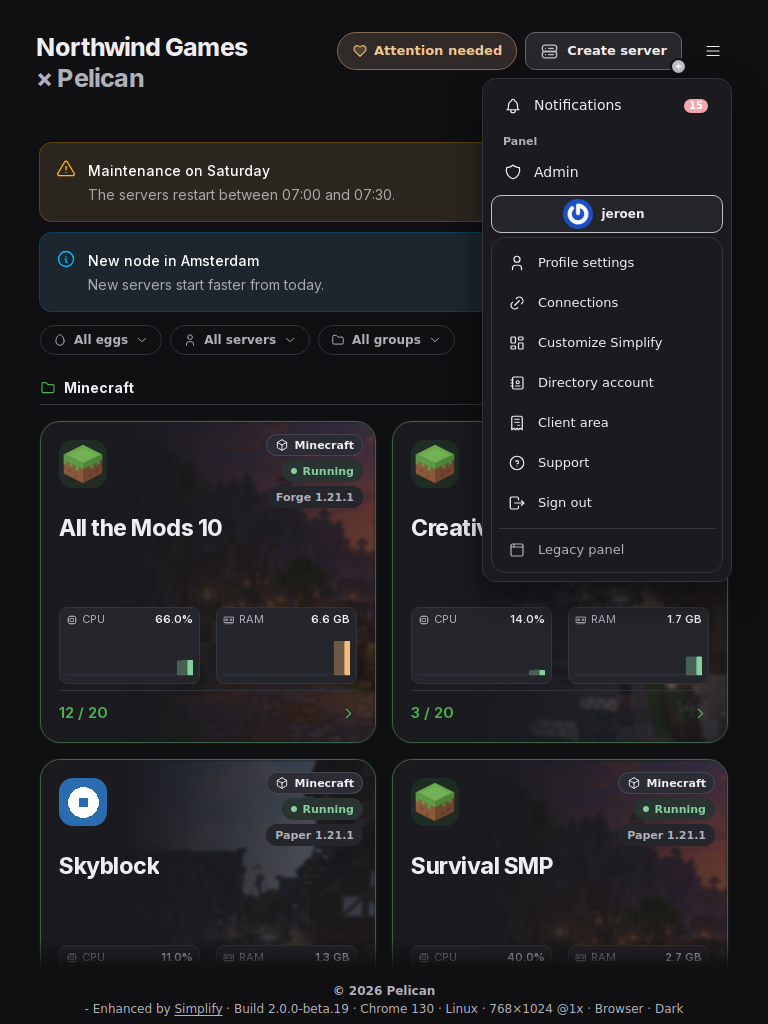 Northwind Games
× Pelican
Attention needed
Create server
Notifications
15
Panel
Admin
jeroen
Profile settings
Connections
Customize Simplify
Directory account
Client area
Support
Sign out
Legacy panel
Maintenance on Saturday
The servers restart between 07:00 and 07:30.
New node in Amsterdam
New servers start faster from today.
All eggs
All servers
All groups
Minecraft
Minecraft
Running
Forge 1.21.1
All the Mods 10
CPU 66.0%
RAM 6.6 GB
12 / 20
CPU 14.0%
RAM 1.7 GB
3 / 20
Minecraft
Running
Paper 1.21.1
Skyblock
CPU 11.0%
RAM 1.3 GB
Minecraft
Running
Paper 1.21.1
Survival SMP
CPU 40.0%
RAM 2.7 GB
© 2026 Pelican
- Enhanced by Simplify · Build 2.0.0-beta.19 · Chrome 130 · Linux · 768×1024 @1x · Browser · Dark